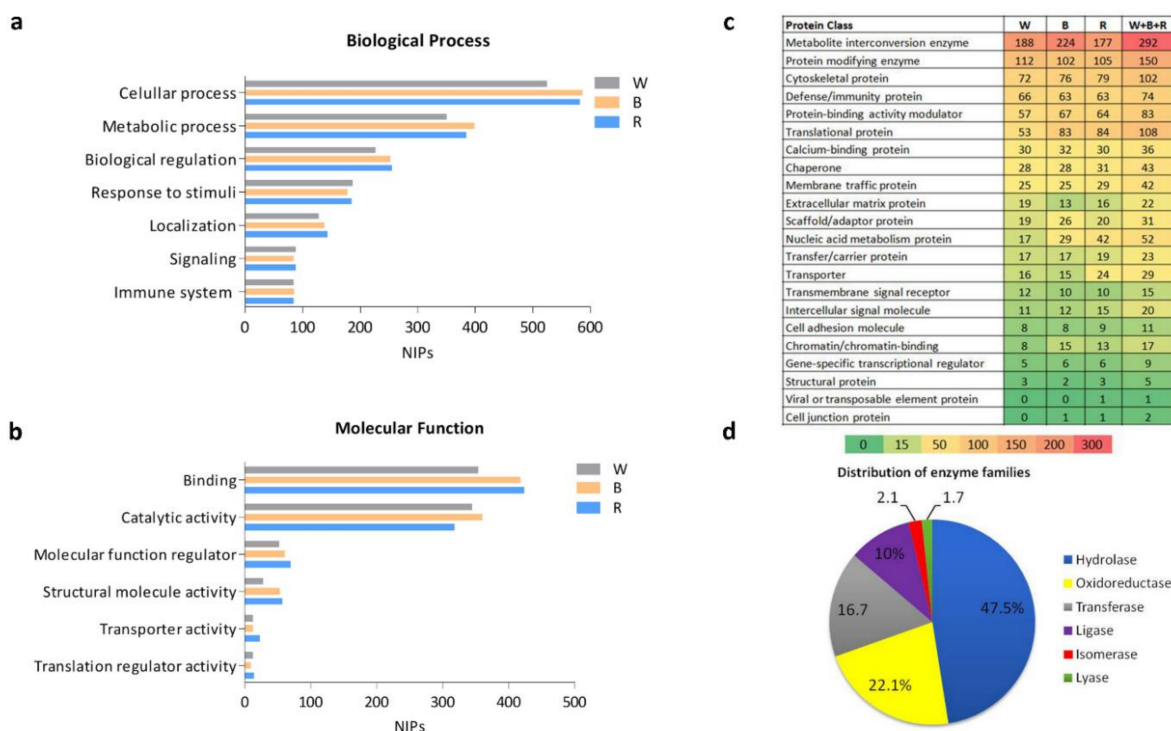 a
Biological Process
W
B
R
Celullar process
Metabolic process
Biological regulation
Response to stimuli
Localization
Signaling
Immune system
0 100 200 300 400 500 600
NIPs
b
Molecular Function
W
B
R
Binding
Catalytic activity
Molecular function regulator
Structural molecule activity
Transporter activity
Translation regulator activity
0 100 200 300 400 500
NIPs
c
Protein Class W B R W+B+R
Metabolite interconversion enzyme 188 224 177 292
Protein modifying enzyme 112 102 105 150
Cytoskeletal protein 72 76 79 102
Defense/immunity protein 66 63 63 74
Protein-binding activity modulator 57 67 64 83
Translational protein 53 83 84 108
Calcium-binding protein 30 32 30 36
Chaperone 28 28 31 43
Membrane traffic protein 25 25 29 42
Extracellular matrix protein 19 13 16 22
Scaffold/adaptor protein 19 26 20 31
Nucleic acid metabolism protein 17 29 42 52
Transfer/carrier protein 17 17 19 23
Transporter 16 15 24 29
Transmembrane signal receptor 12 10 10 15
Intercellular signal molecule 11 12 15 20
Cell adhesion molecule 8 8 9 11
Chromatin/chromatin-binding 8 15 13 17
Gene-specific transcriptional regulator 5 6 6 9
Structural protein 3 2 3 5
Viral or transposable element protein 0 0 1 1
Cell junction protein 0 1 1 2
0 15 50 100 150 200 300
d
Distribution of enzyme families
2.1 1.7
10%
16.7
47.5%
22.1%
Hydrolase
Oxidoreductase
Transferase
Ligase
Isomerase
Lyase